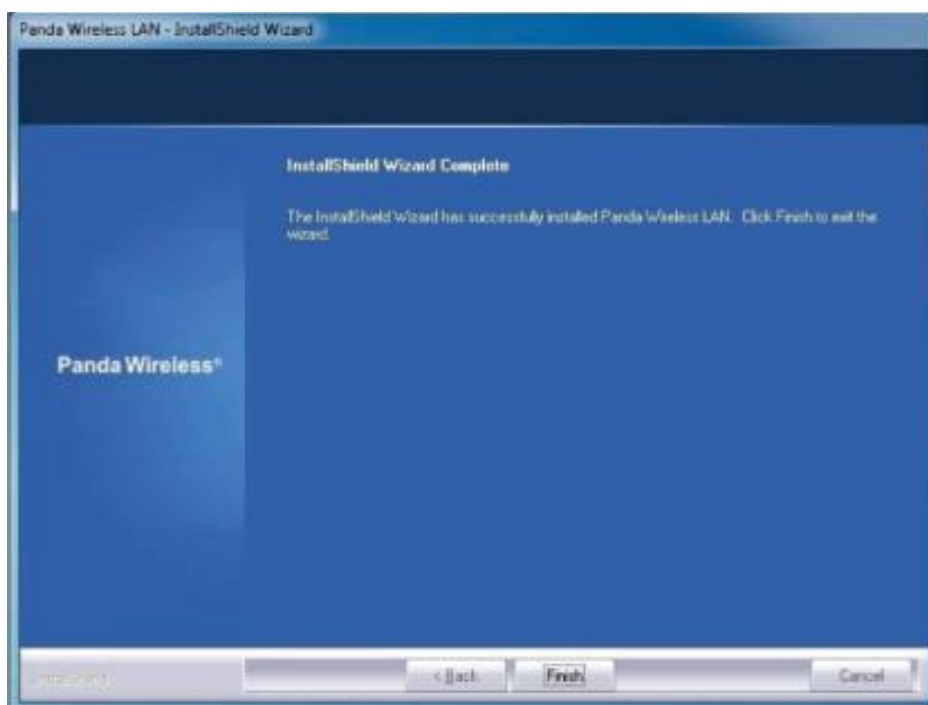 Panda Wireless LAN - InstallShield Wizard
InstallShield Wizard Complete
The InstallShield Wizard has successfully installed Panda Wireless LAN. Click Finish to exit the
wizard.
Panda Wireless®
InstallShield
< Back
Finish
Cancel